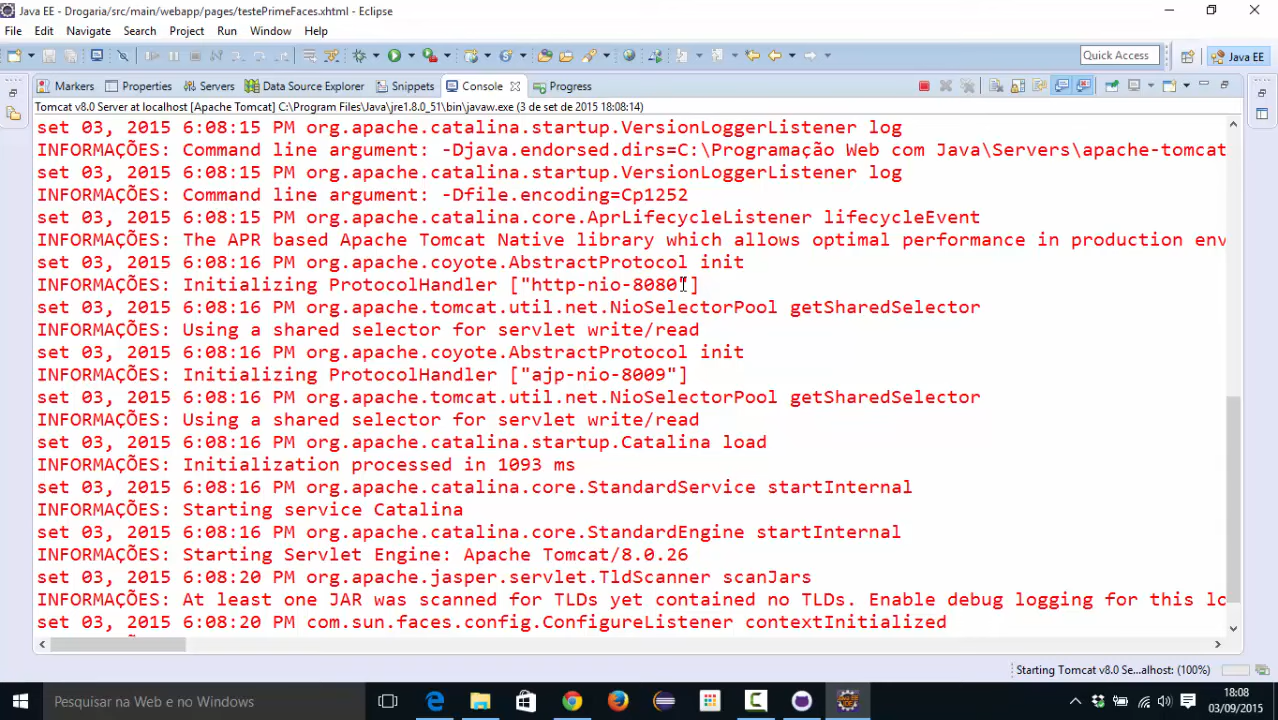 Java EE - Drogaria/src/main/webapp/pages/testePrimeFaces.xhtml - Eclipse
File Edit Navigate Search Project Run Window Help
Quick Access Java EE
Markers Properties Servers Data Source Explorer Snippets Console Progress
Tomcat v8.0 Server at localhost [Apache Tomcat] C:\Program Files\Java\jre1.8.0_51\bin\javaw.exe (3 de set de 2015 18:08:14)
set 03, 2015 6:08:15 PM org.apache.catalina.startup.VersionLoggerListener log
INFORMAÇÕES: Command line argument: -Djava.endorsed.dirs=C:\Programação Web com Java\Servers\apache-tomcat
set 03, 2015 6:08:15 PM org.apache.catalina.startup.VersionLoggerListener log
INFORMAÇÕES: Command line argument: -Dfile.encoding=Cp1252
set 03, 2015 6:08:15 PM org.apache.catalina.core.AprLifecycleListener lifecycleEvent
INFORMAÇÕES: The APR based Apache Tomcat Native library which allows optimal performance in production env
set 03, 2015 6:08:16 PM org.apache.coyote.AbstractProtocol init
INFORMAÇÕES: Initializing ProtocolHandler ["http-nio-8080"]
set 03, 2015 6:08:16 PM org.apache.tomcat.util.net.NioSelectorPool getSharedSelector
INFORMAÇÕES: Using a shared selector for servlet write/read
set 03, 2015 6:08:16 PM org.apache.coyote.AbstractProtocol init
INFORMAÇÕES: Initializing ProtocolHandler ["ajp-nio-8009"]
set 03, 2015 6:08:16 PM org.apache.tomcat.util.net.NioSelectorPool getSharedSelector
INFORMAÇÕES: Using a shared selector for servlet write/read
set 03, 2015 6:08:16 PM org.apache.catalina.startup.Catalina load
INFORMAÇÕES: Initialization processed in 1093 ms
set 03, 2015 6:08:16 PM org.apache.catalina.core.StandardService startInternal
INFORMAÇÕES: Starting service Catalina
set 03, 2015 6:08:16 PM org.apache.catalina.core.StandardEngine startInternal
INFORMAÇÕES: Starting Servlet Engine: Apache Tomcat/8.0.26
set 03, 2015 6:08:20 PM org.apache.jasper.servlet.TldScanner scanJars
INFORMAÇÕES: At least one JAR was scanned for TLDs yet contained no TLDs. Enable debug logging for this lo
set 03, 2015 6:08:20 PM com.sun.faces.config.ConfigureListener contextInitialized
Starting Tomcat v8.0 Se...alhost: (100%)
Pesquisar na Web e no Windows
18:08
03/09/2015